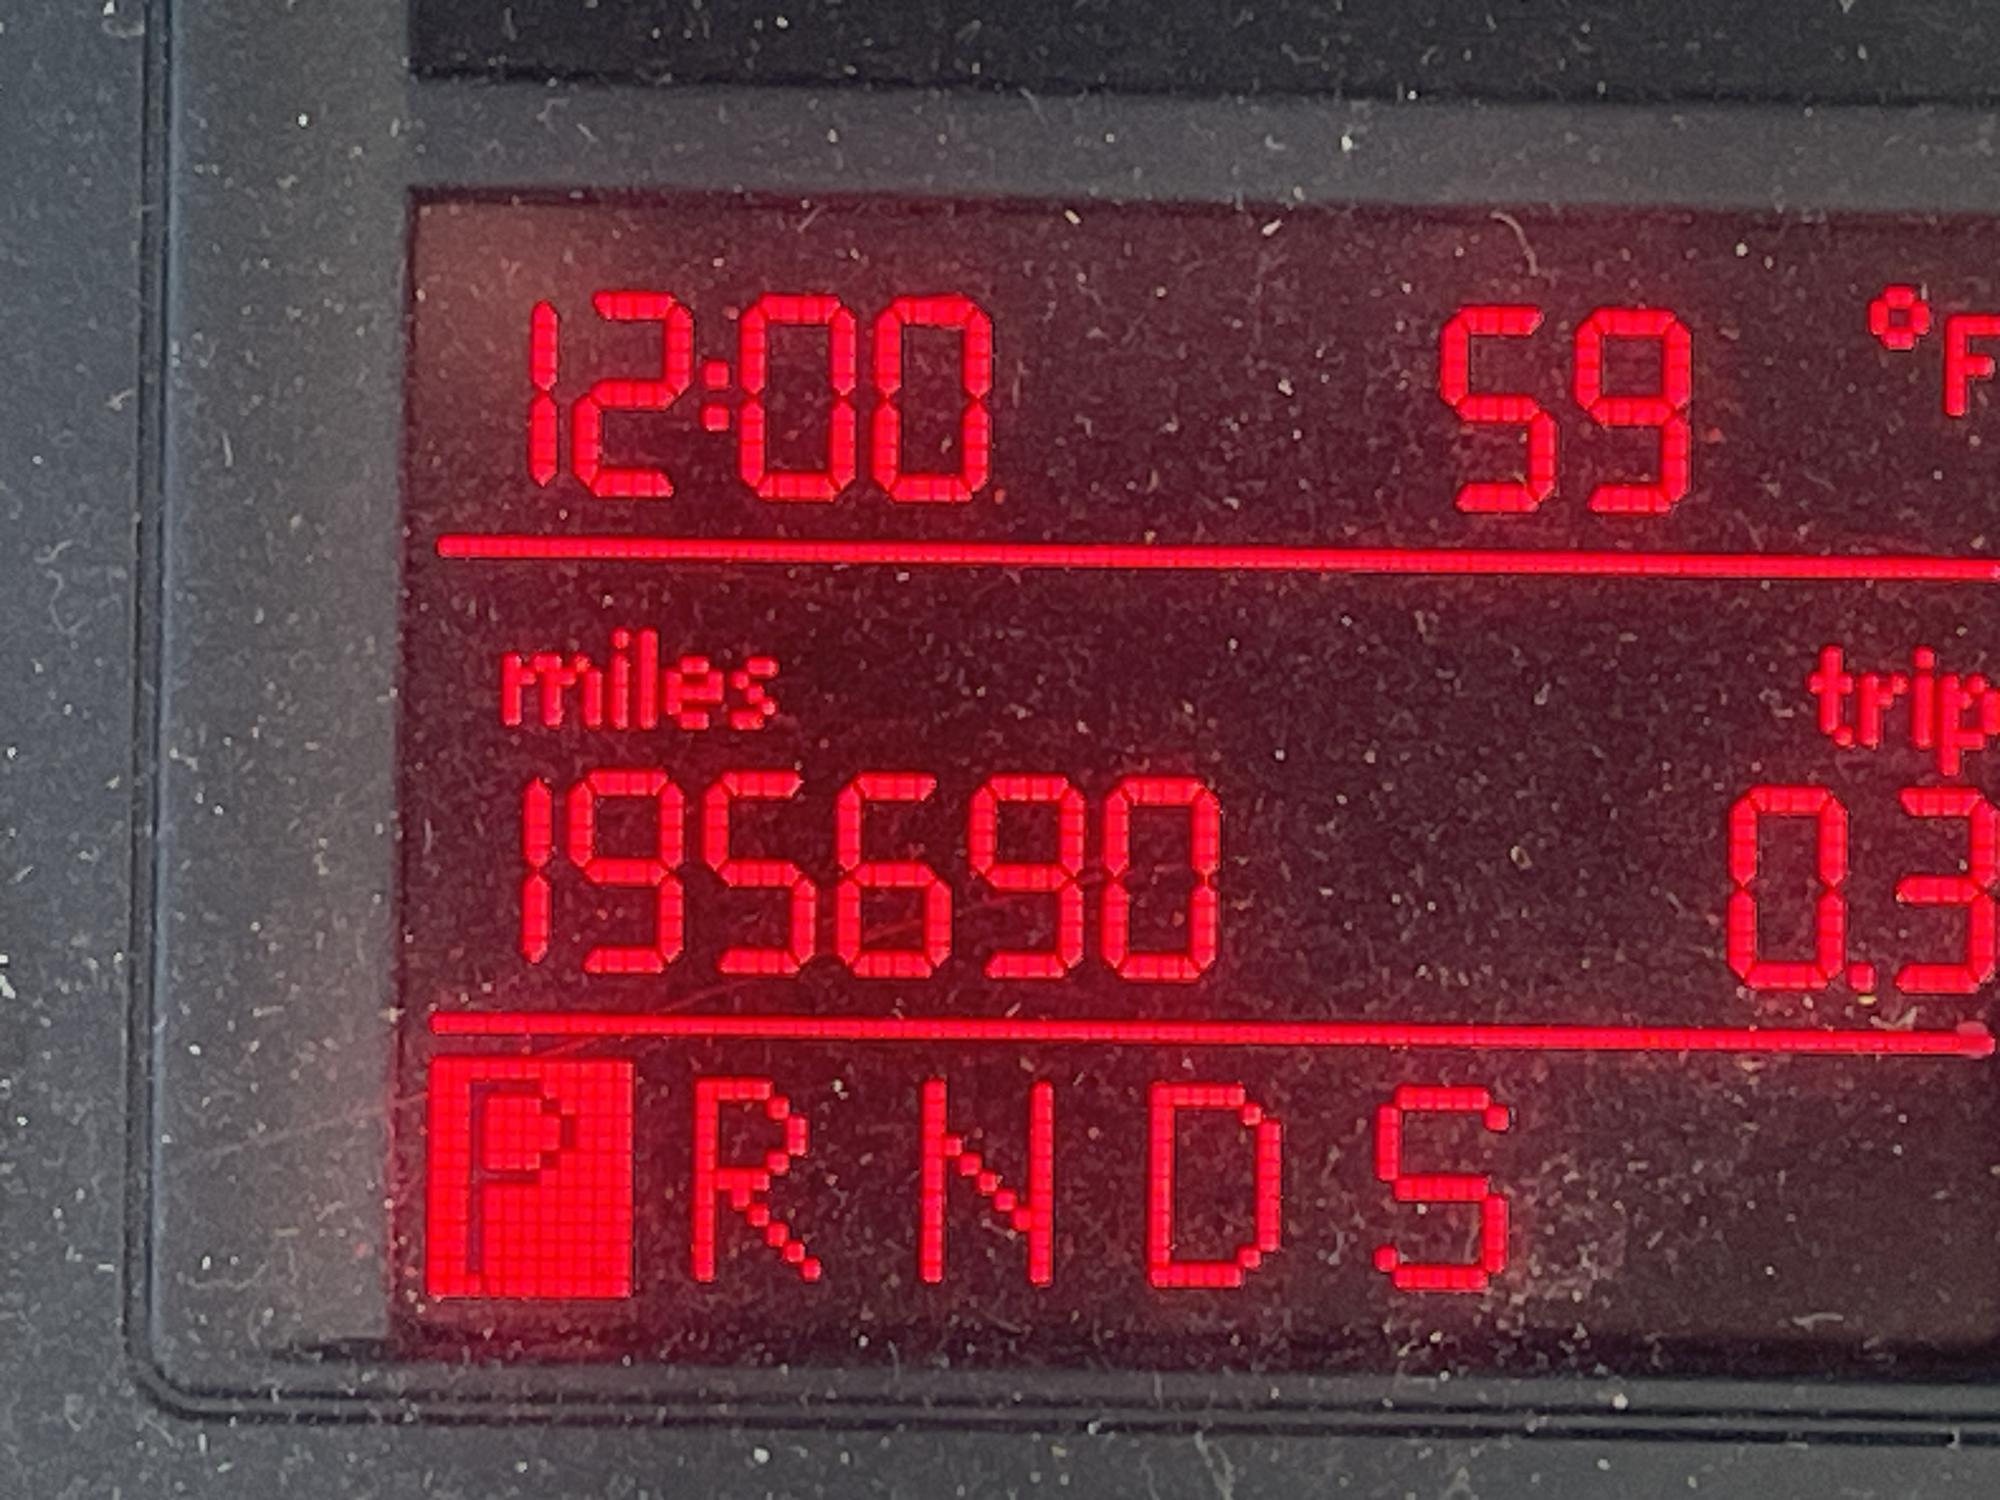 12:00 59 °F
miles trip
195690 0.3
P R N D S